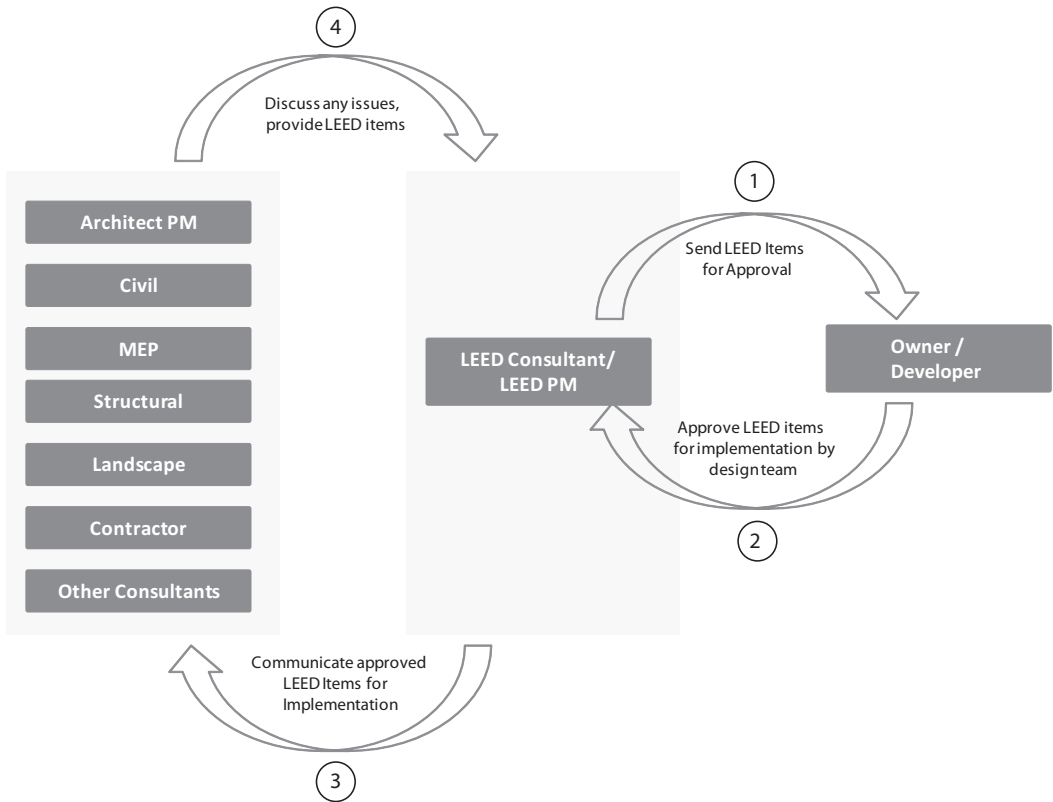 4
Discuss any issues,
provide LEED items
Architect PM
Civil
MEP
Structural
Landscape
Contractor
Other Consultants
LEED Consultant/
LEED PM
1
Send LEED Items
for Approval
Owner /
Developer
Approve LEED items
for implementation by
design team
2
Communicate approved
LEED Items for
Implementation
3